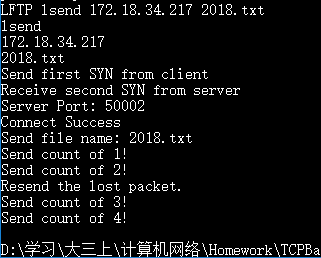 LFTP lsend 172.18.34.217 2018.txt
lsend
172.18.34.217
2018.txt
Send first SYN from client
Receive second SYN from server
Server Port: 50002
Connect Success
Send file name: 2018.txt
Send count of 1!
Send count of 2!
Resend the lost packet.
Send count of 3!
Send count of 4!
D:\学习\大三上\计算机网络\Homework\TCPBa